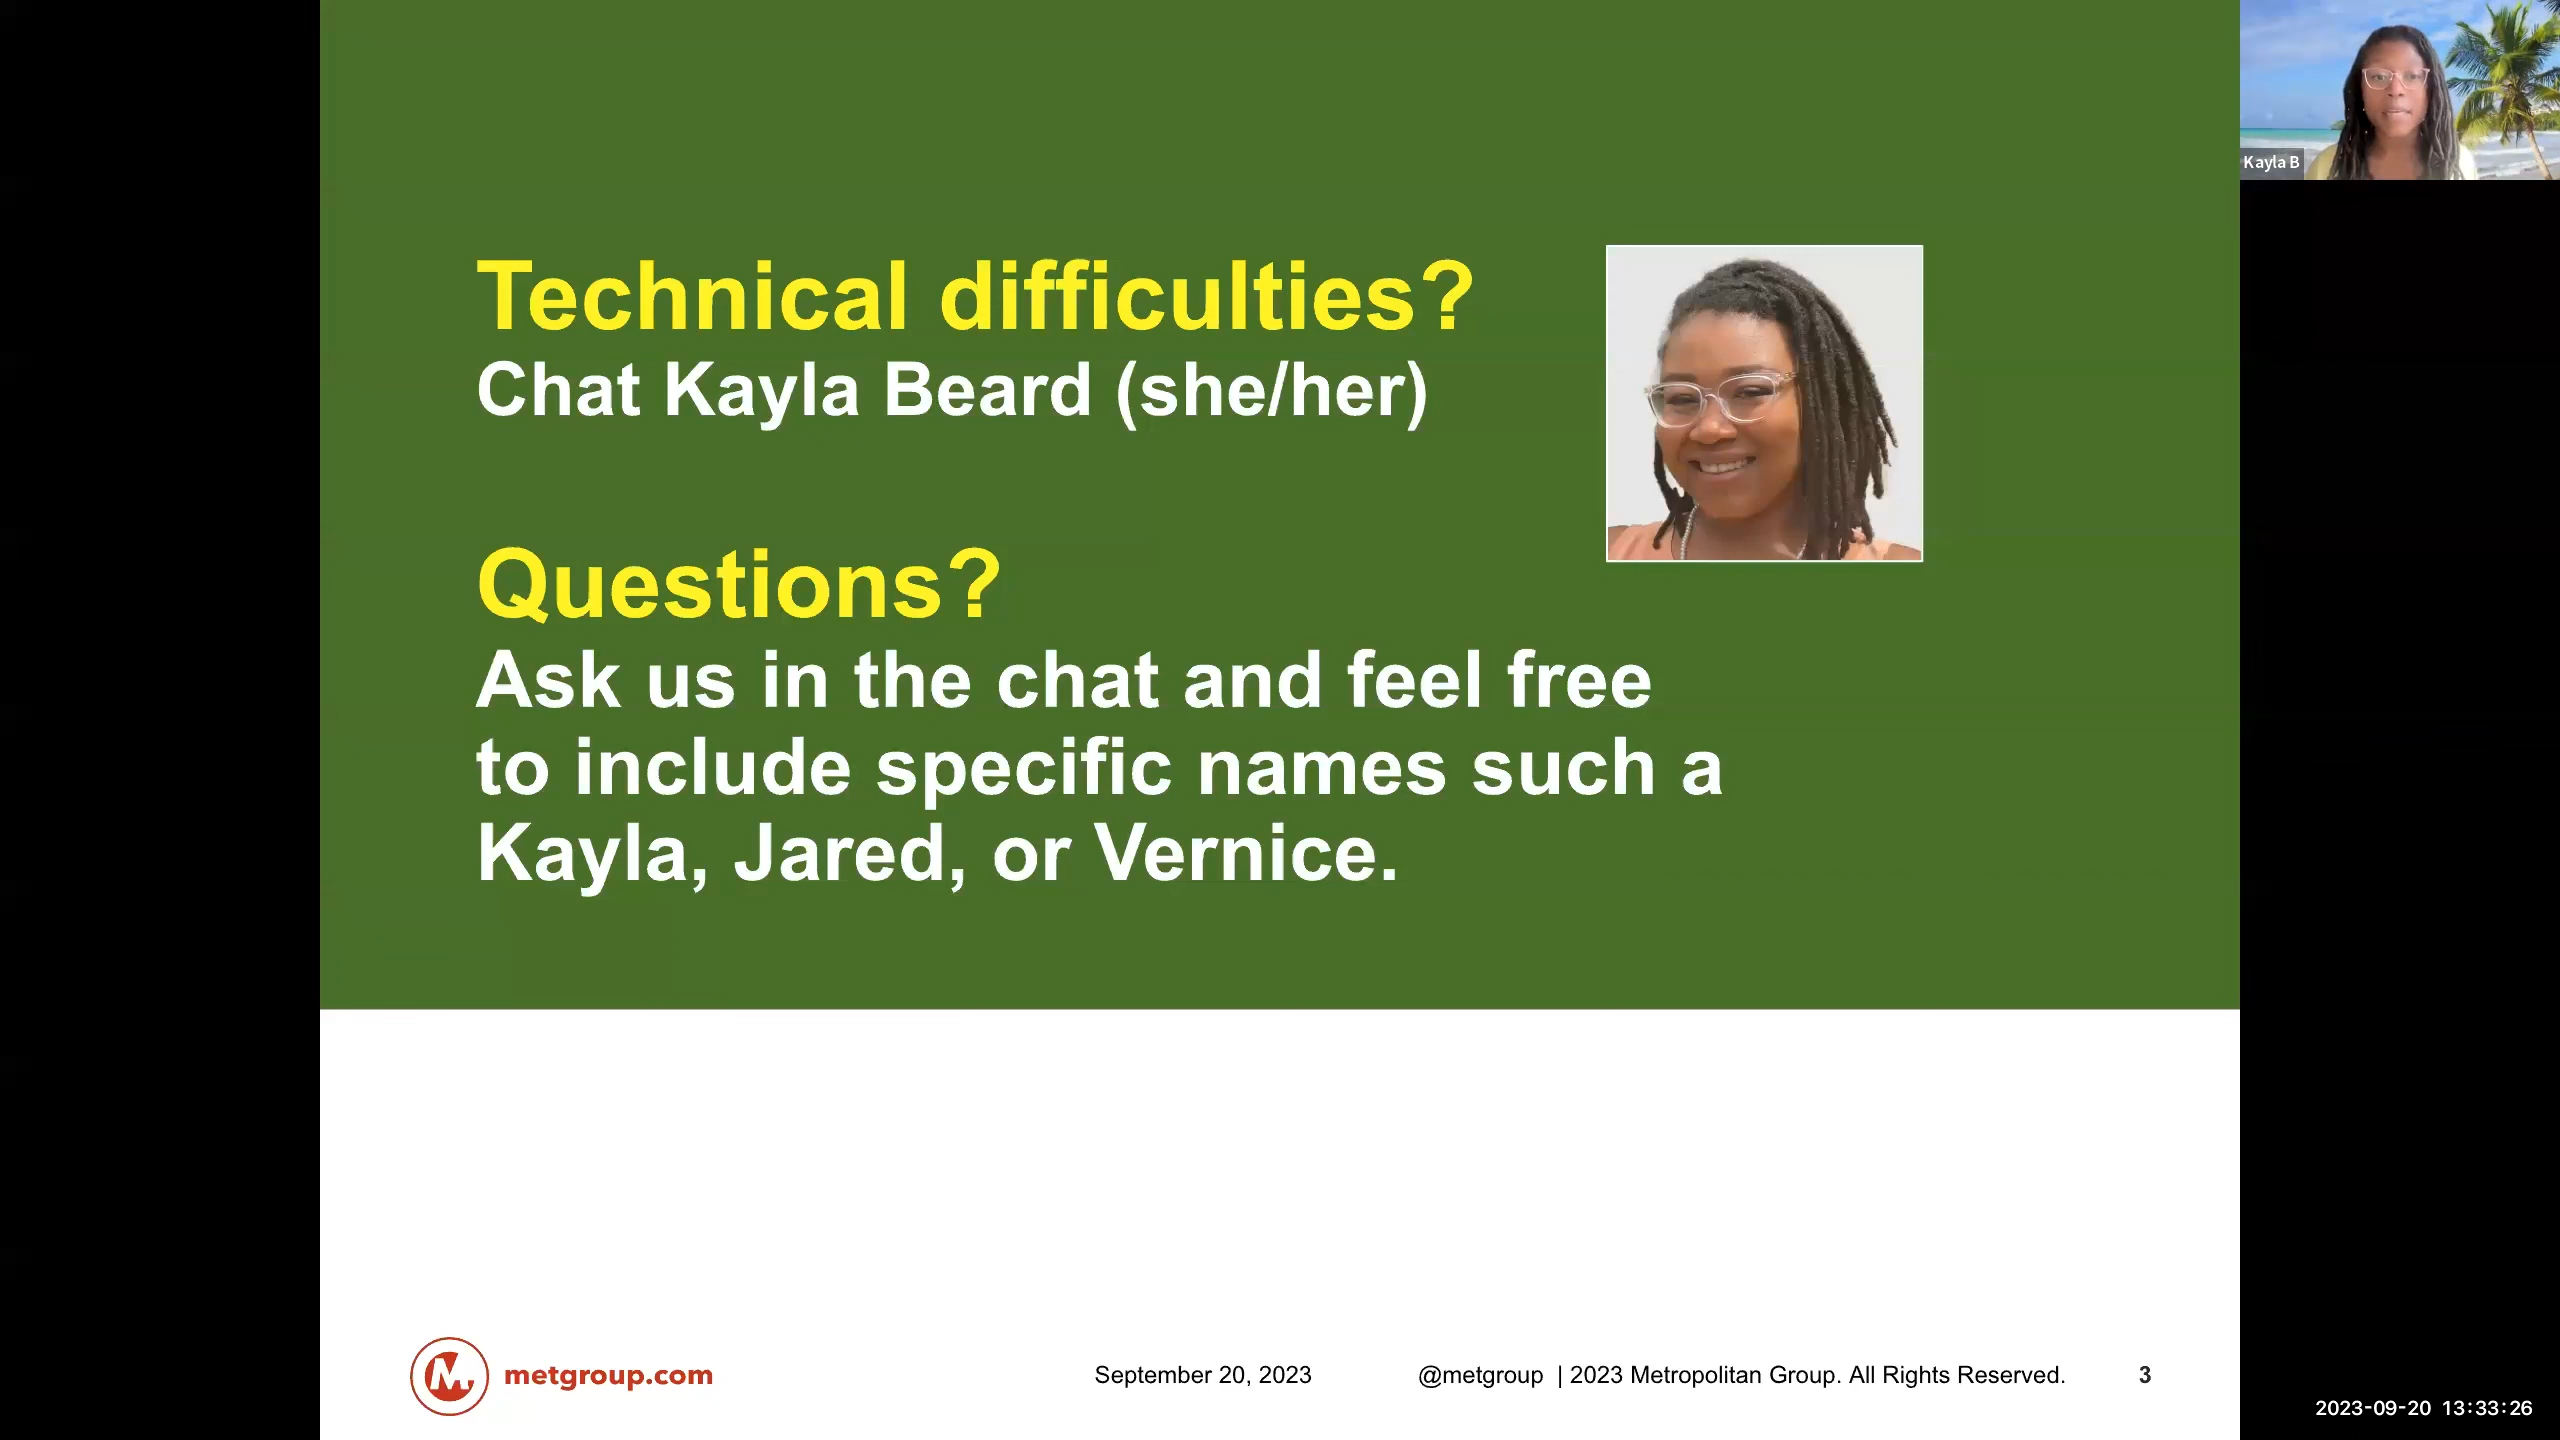 Technical difficulties?
Chat Kayla Beard (she/her)
Questions?
Ask us in the chat and feel free
to include specific names such a
Kayla, Jared, or Vernice.
Kayla B
M.
metgroup.com
September 20, 2023
@metgroup | 2023 Metropolitan Group. All Rights Reserved.
3
2023-09-20 13:33:26